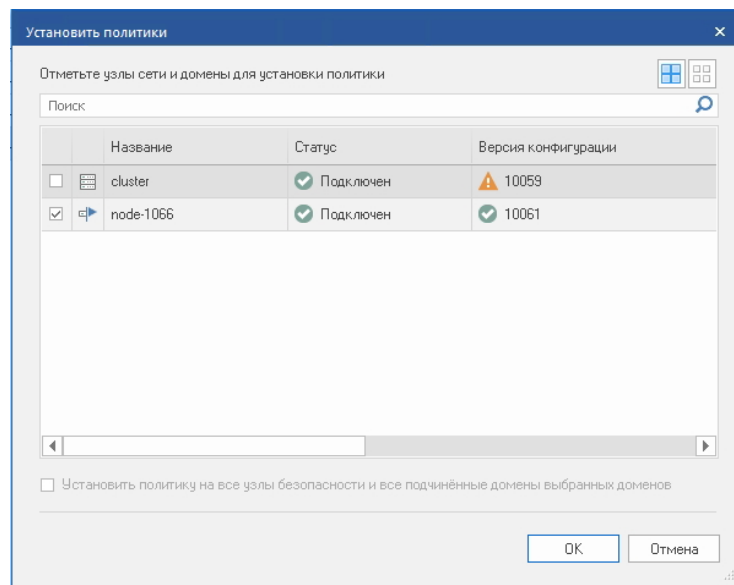 Установить политики
Отметьте узлы сети и домены для установки политики
Поиск
Название Статус Версия конфигурации
cluster Подключен 10059
node-1066 Подключен 10061
Установить политику на все узлы безопасности и все подчинённые домены выбранных доменов
OK Отмена